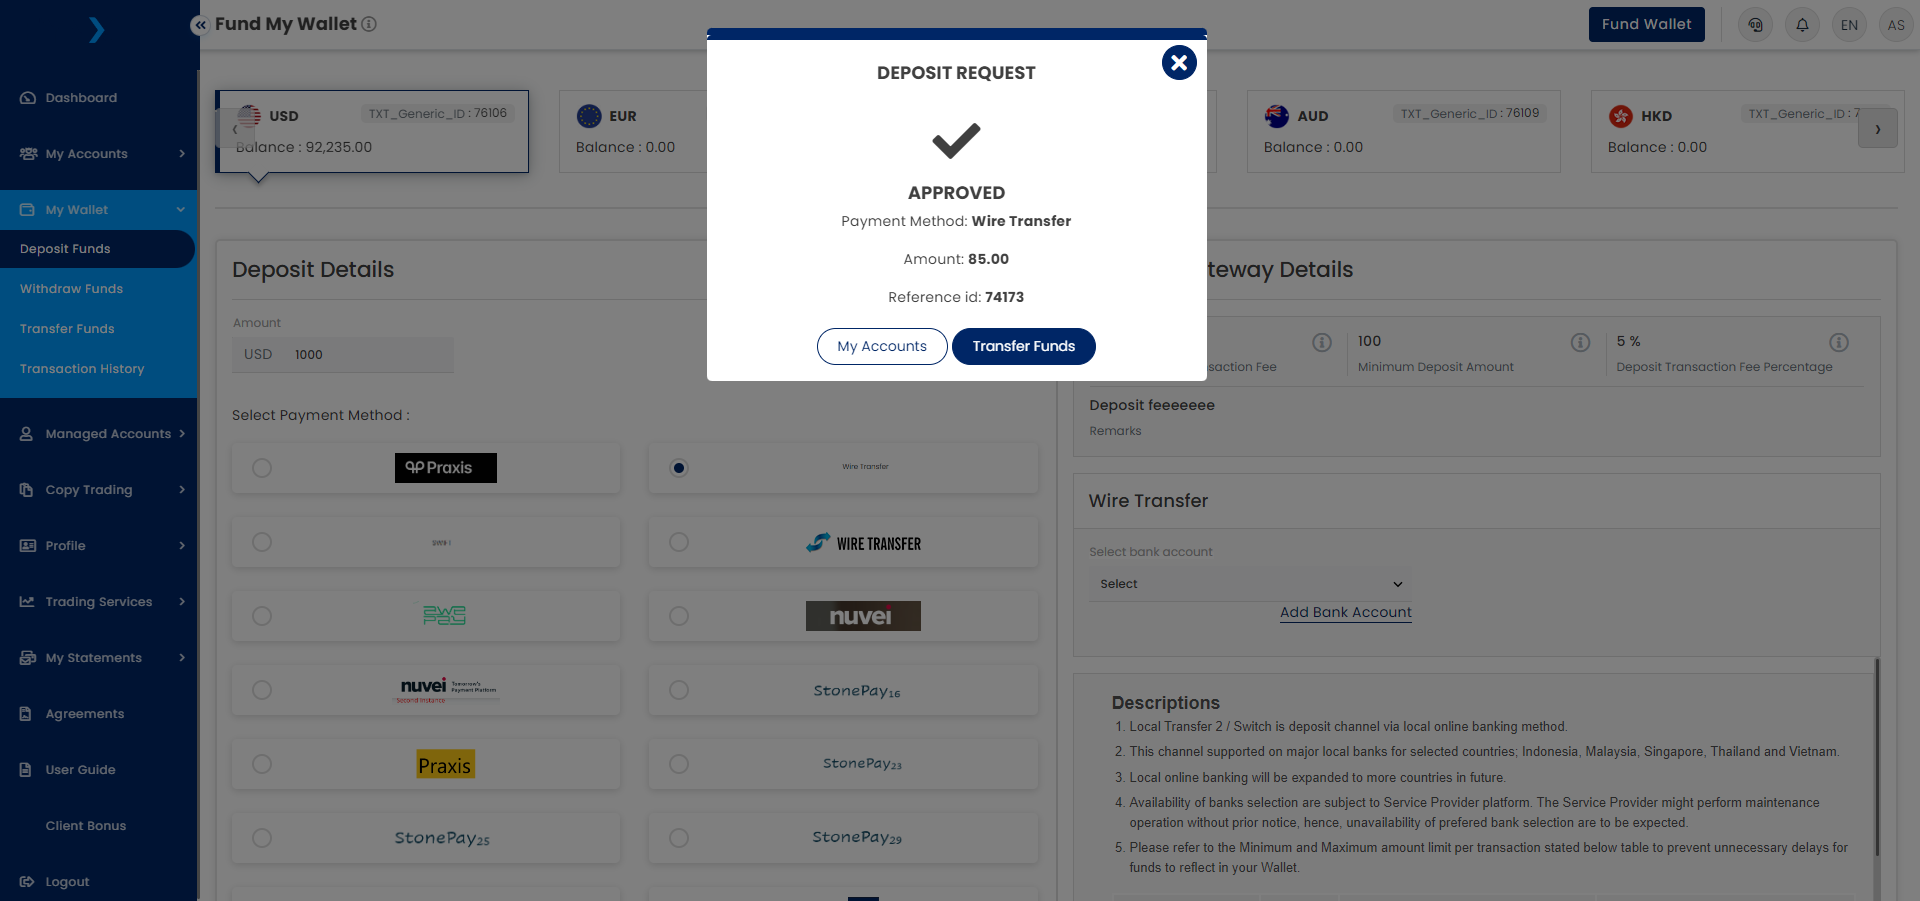 Fund My Wallet
Fund Wallet
EN
AS
Dashboard
My Accounts
My Wallet
Deposit Funds
Withdraw Funds
Transfer Funds
Transaction History
Managed Accounts
Copy Trading
Profile
Trading Services
My Statements
Agreements
User Guide
Client Bonus
Logout
USD
TXT_Generic_ID : 76106
Balance : 92,235.00
EUR
Balance : 0.00
AUD
TXT_Generic_ID : 76109
Balance : 0.00
HKD
TXT_Generic_ID : 7
Balance : 0.00
DEPOSIT REQUEST
APPROVED
Payment Method: Wire Transfer
Amount: 85.00
Reference id: 74173
My Accounts
Transfer Funds
Deposit Details
Amount
USD 1000
Select Payment Method :
Praxis
Wire Transfer
WIRE TRANSFER
nuvei
nuvei Tomorrow's Payment Platform
Second Instance
StonePay16
Praxis
StonePay23
StonePay25
StonePay29
teway Details
saction Fee
100
Minimum Deposit Amount
5 %
Deposit Transaction Fee Percentage
Deposit feeeeeee
Remarks
Wire Transfer
Select bank account
Select
Add Bank Account
Descriptions
1. Local Transfer 2 / Switch is deposit channel via local online banking method.
2. This channel supported on major local banks for selected countries; Indonesia, Malaysia, Singapore, Thailand and Vietnam.
3. Local online banking will be expanded to more countries in future.
4. Availability of banks selection are subject to Service Provider platform. The Service Provider might perform maintenance
operation without prior notice, hence, unavailability of prefered bank selection are to be expected.
5. Please refer to the Minimum and Maximum amount limit per transaction stated below table to prevent unnecessary delays for
funds to reflect in your Wallet.